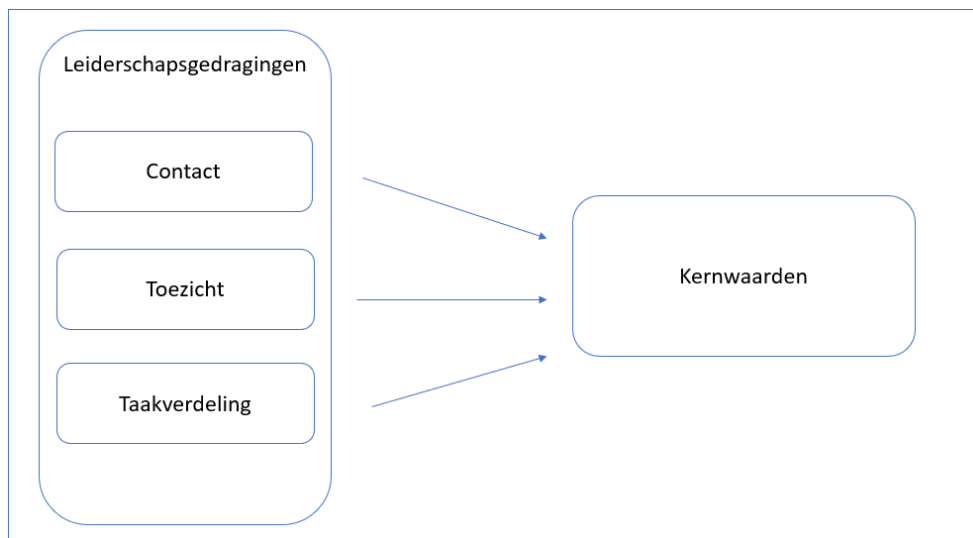 Leiderschapsgedragingen
Contact
Toezicht
Taakverdeling
Kernwaarden